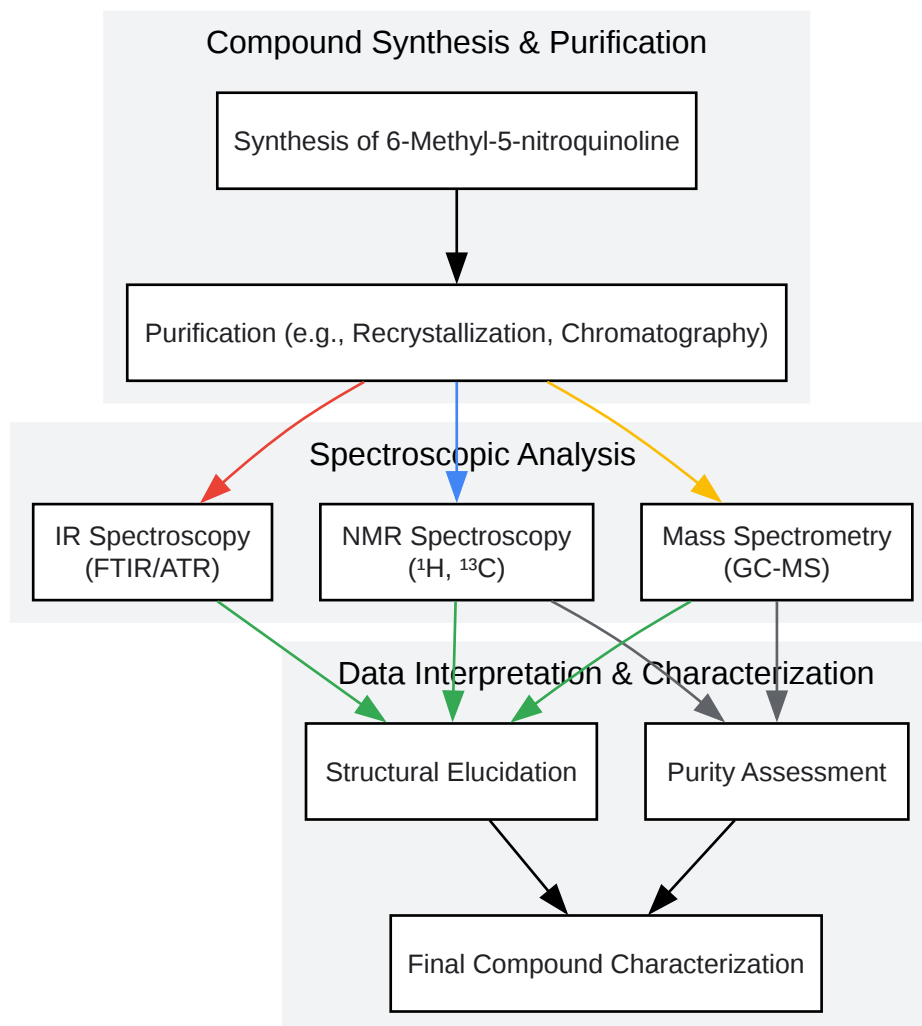 Compound Synthesis & Purification
Synthesis of 6-Methyl-5-nitroquinoline
Purification (e.g., Recrystallization, Chromatography)
Spectroscopic Analysis
IR Spectroscopy
(FTIR/ATR)
NMR Spectroscopy
(¹H, ¹³C)
Mass Spectrometry
(GC-MS)
Data Interpretation & Characterization
Structural Elucidation
Purity Assessment
Final Compound Characterization